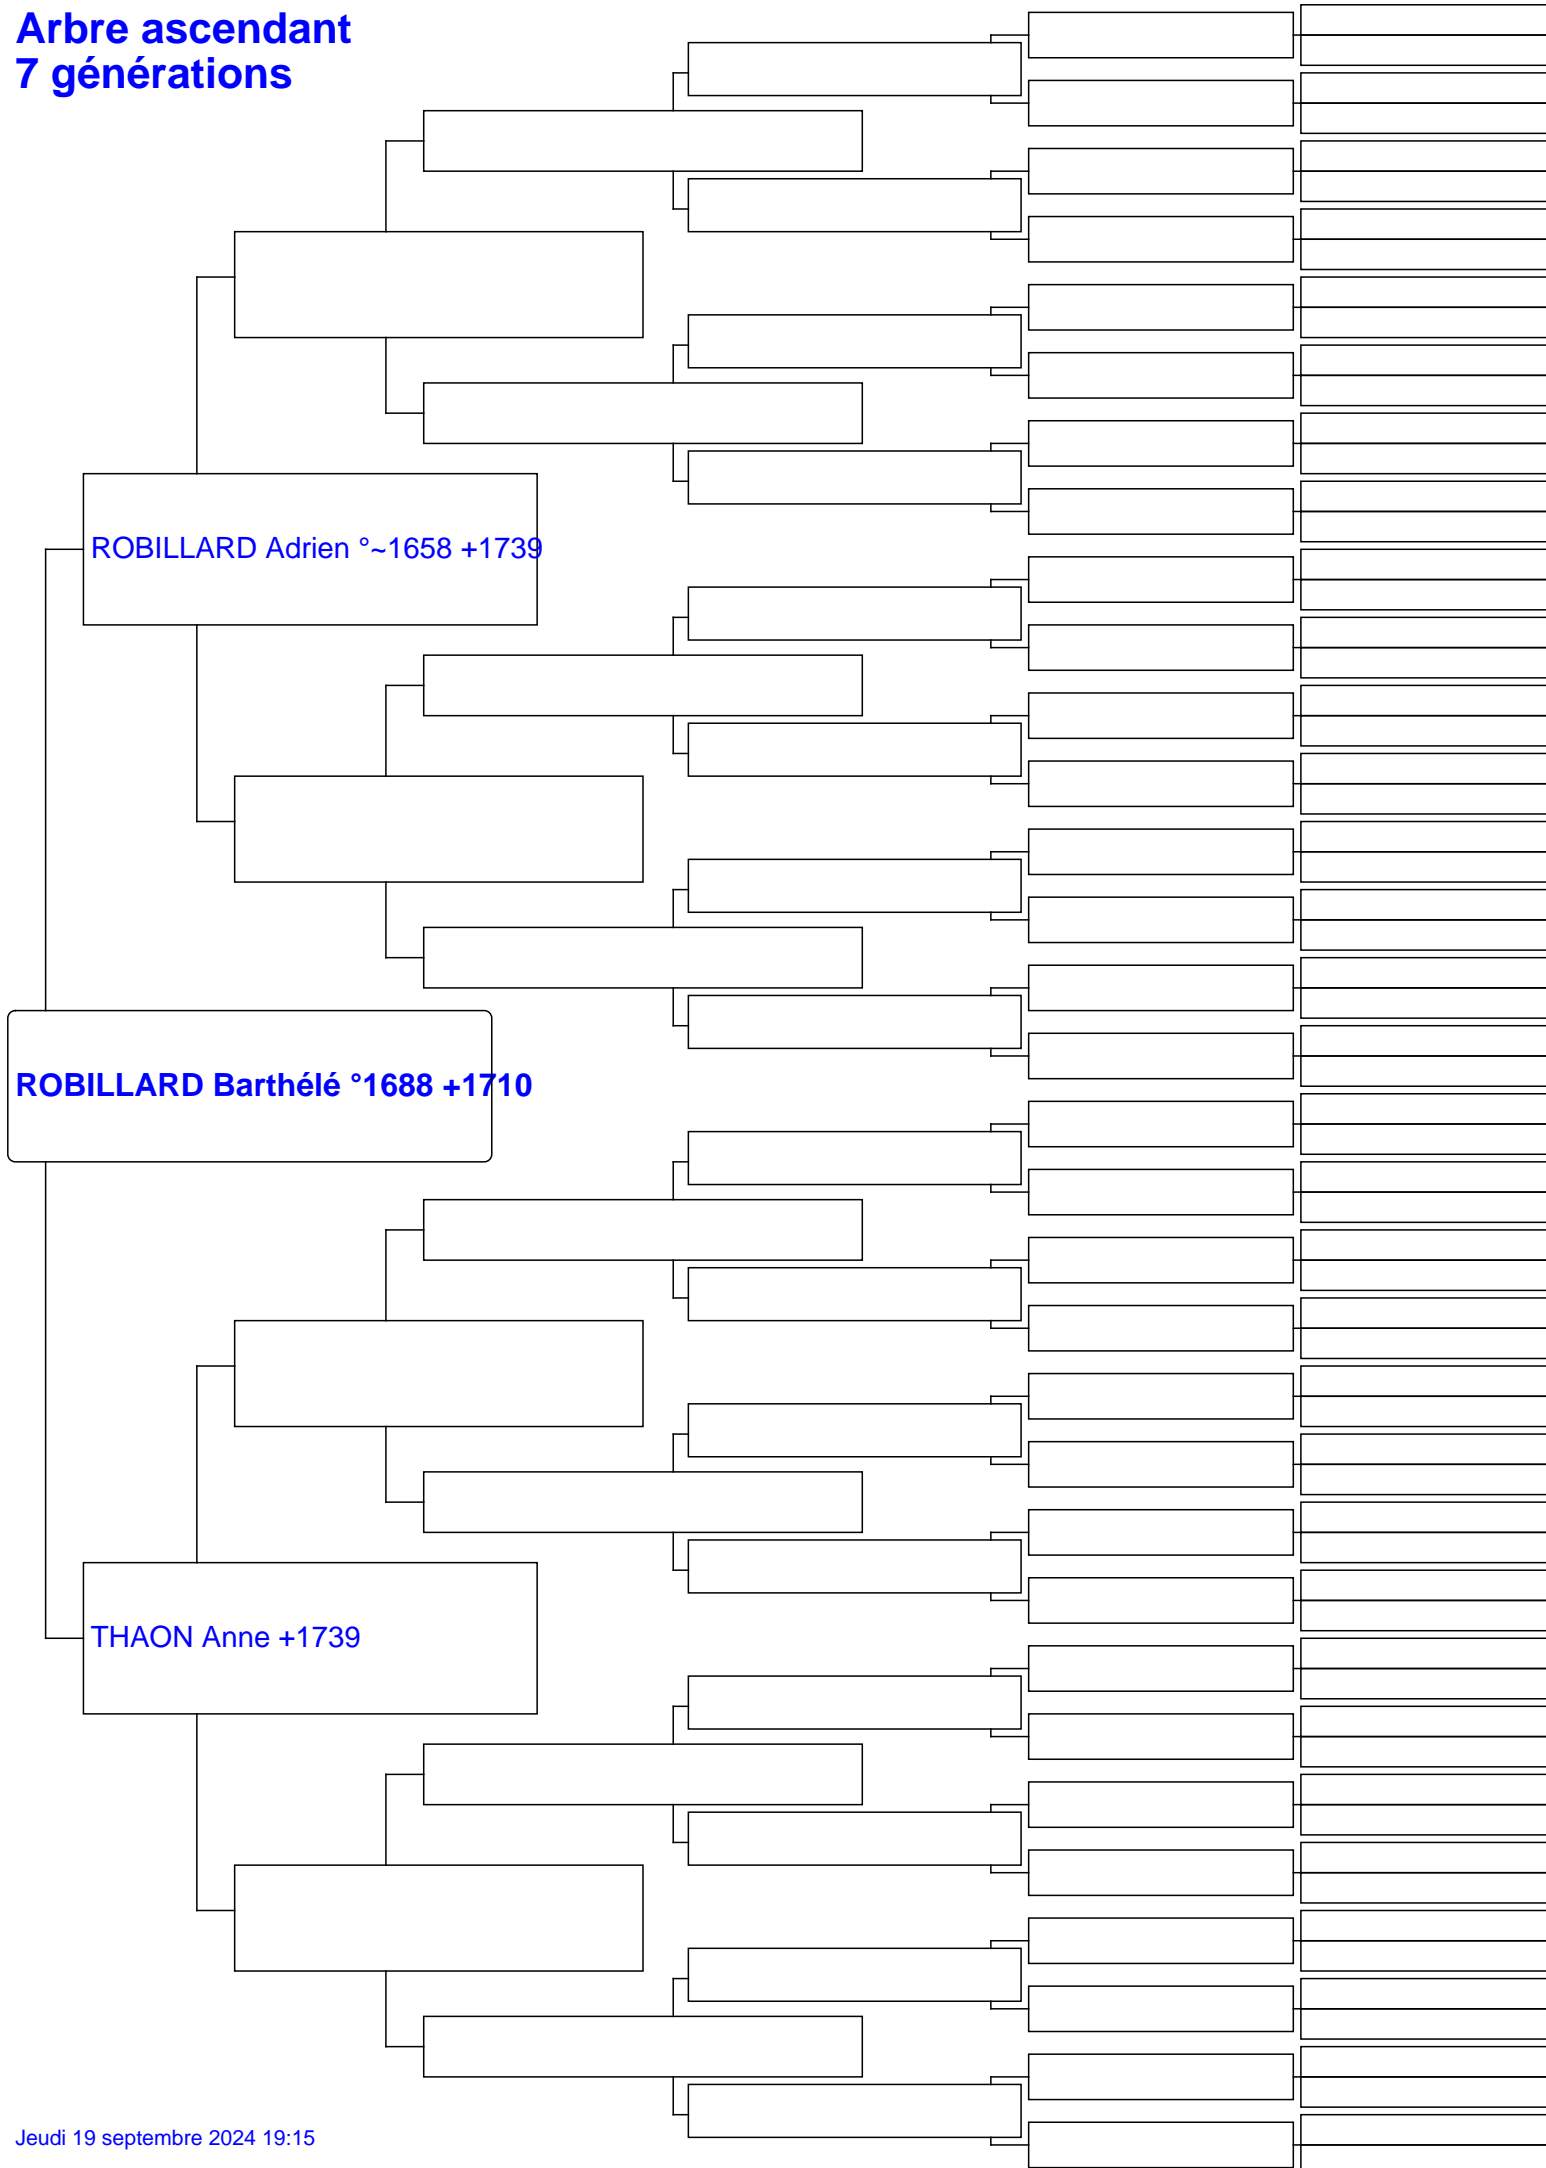 Arbre ascendant
7 générations
ROBILLARD Adrien °~1658 +1739
ROBILLARD Barthélé °1688 +1710
THAON Anne +1739
Jeudi 19 septembre 2024 19:15